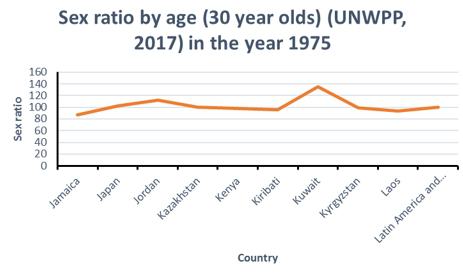 Sex ratio by age (30 year olds) (UNWPP,
2017) in the year 1975
160
140
120
100
80
60
40
20
0
Sex ratio
Jamaica
Japan
Jordan
Kazakhstan
Kenya
Kiribati
Kuwait
Kyrgyzstan
Laos
Latin America and...
Country